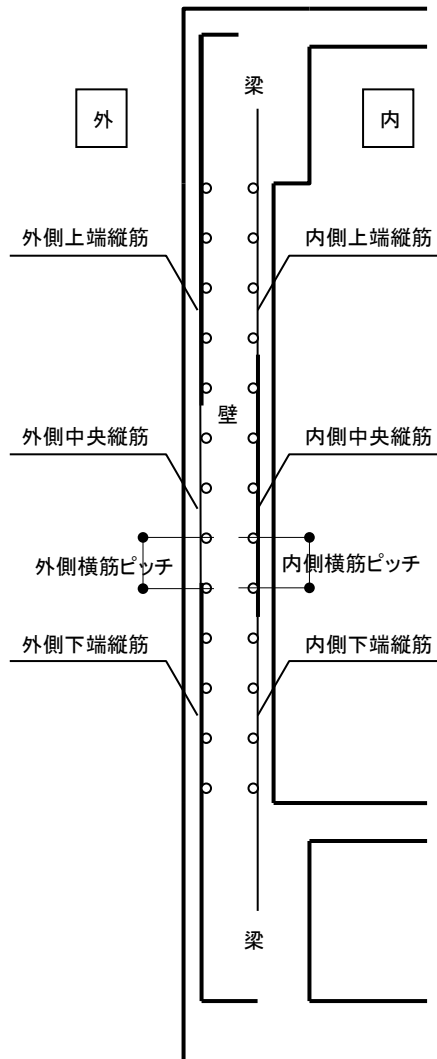 梁
外
内
外側上端縦筋
内側上端縦筋
壁
外側中央縦筋
内側中央縦筋
外側横筋ピッチ
内側横筋ピッチ
外側下端縦筋
内側下端縦筋
梁